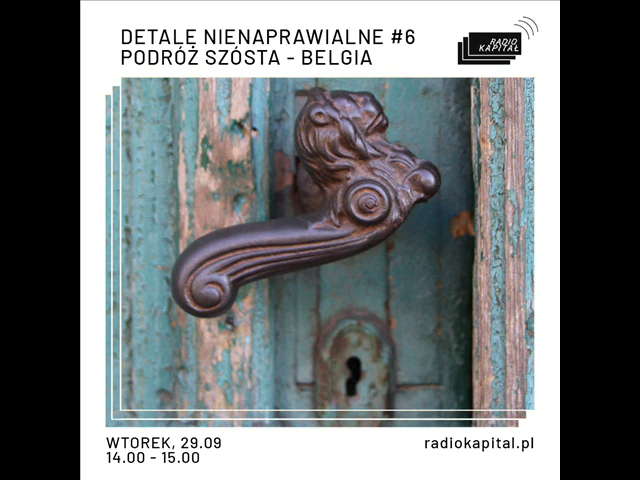 DETALE NIENAPRAWIALNE #6
PODRÓŻ SZÓSTA - BELGIA
RADIO
KAPITAŁ
WTOREK, 29.09
14.00 - 15.00
radiokapital.pl